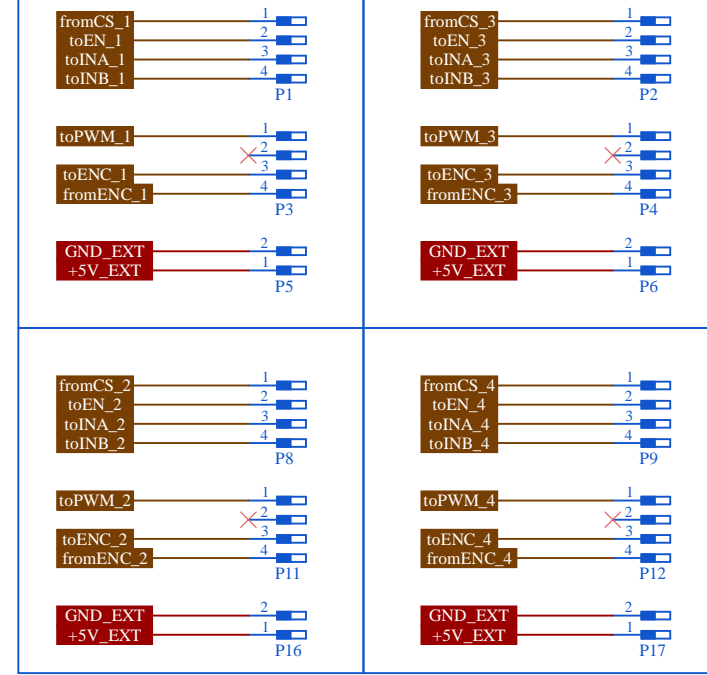 fromCS_1 1
toEN_1 2
toINA_1 3
toINB_1 4
P1
toPWM_1 1
2
toENC_1 3
fromENC_1 4
P3
GND_EXT 2
+5V_EXT 1
P5
fromCS_3 1
toEN_3 2
toINA_3 3
toINB_3 4
P2
toPWM_3 1
2
toENC_3 3
fromENC_3 4
P4
GND_EXT 2
+5V_EXT 1
P6
fromCS_2 1
toEN_2 2
toINA_2 3
toINB_2 4
P8
toPWM_2 1
2
toENC_2 3
fromENC_2 4
P11
GND_EXT 2
+5V_EXT 1
P16
fromCS_4 1
toEN_4 2
toINA_4 3
toINB_4 4
P9
toPWM_4 1
2
toENC_4 3
fromENC_4 4
P12
GND_EXT 2
+5V_EXT 1
P17